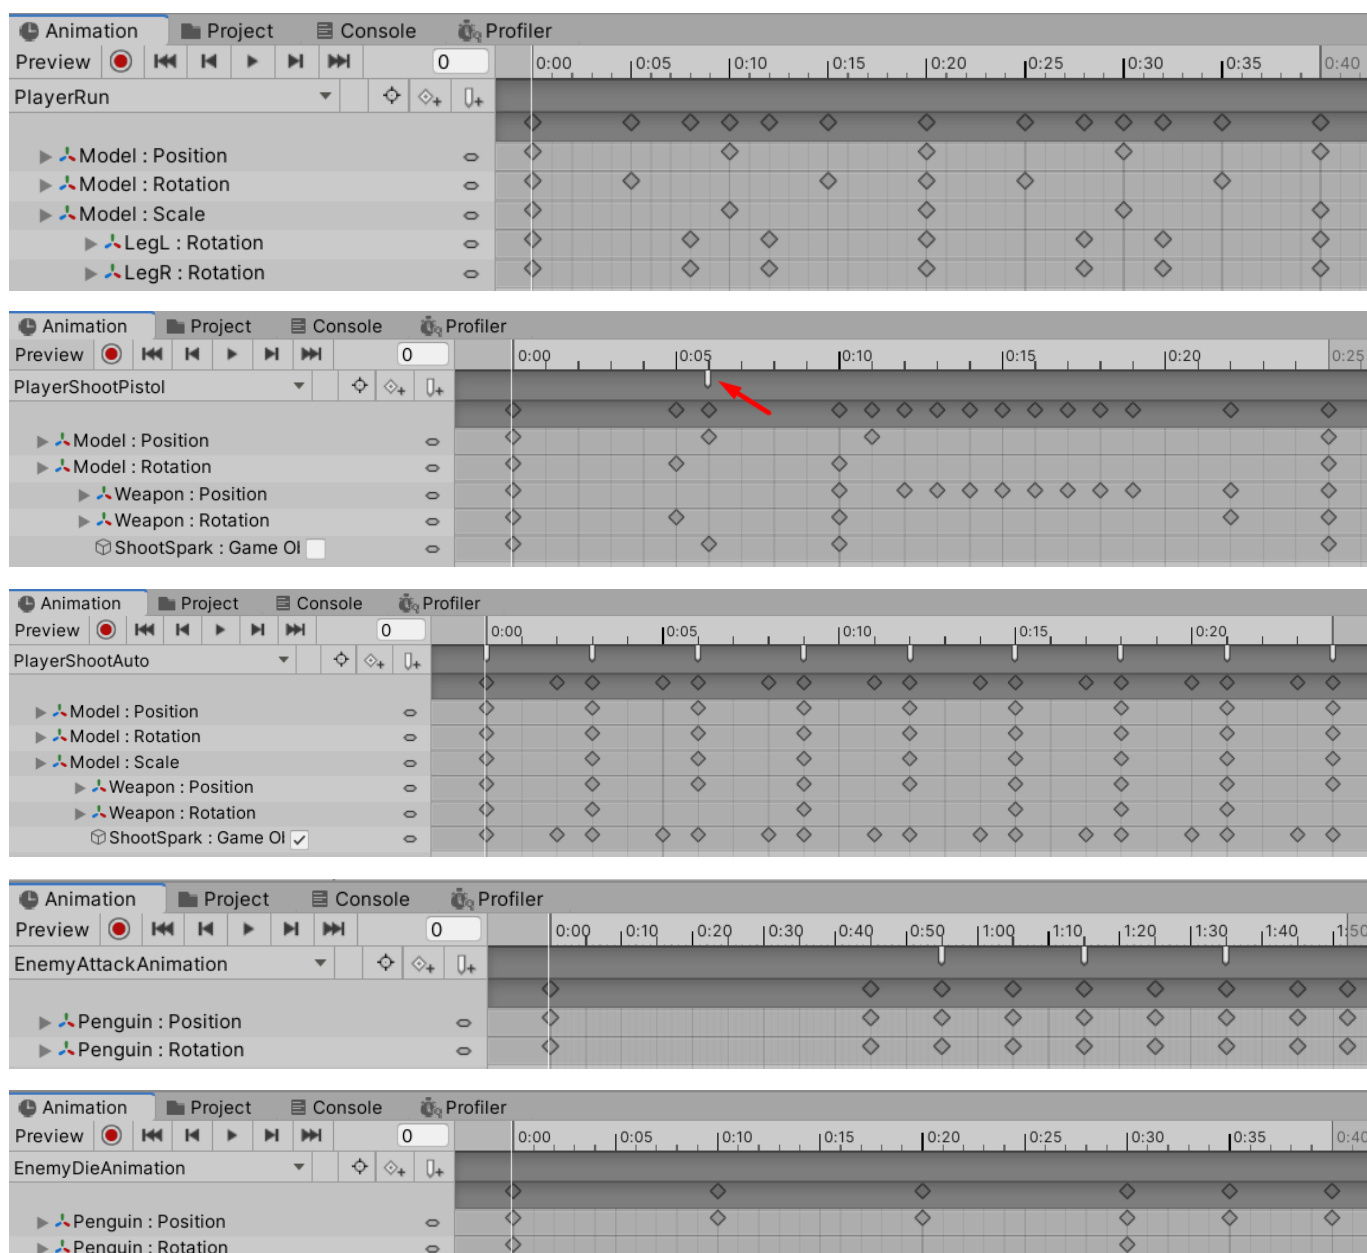 Animation Project Console Profiler
Preview 0 0:00 0:05 0:10 0:15 0:20 0:25 0:30 0:35 0:40
PlayerRun
Model : Position
Model : Rotation
Model : Scale
LegL : Rotation
LegR : Rotation
Animation Project Console Profiler
Preview 0 0:00 0:05 0:10 0:15 0:20 0:25
PlayerShootPistol
Model : Position
Model : Rotation
Weapon : Position
Weapon : Rotation
ShootSpark : Game Ol
Animation Project Console Profiler
Preview 0 0:00 0:05 0:10 0:15 0:20
PlayerShootAuto
Model : Position
Model : Rotation
Model : Scale
Weapon : Position
Weapon : Rotation
ShootSpark : Game Ol
Animation Project Console Profiler
Preview 0 0:00 0:10 0:20 0:30 0:40 0:50 1:00 1:10 1:20 1:30 1:40 1:50
EnemyAttackAnimation
Penguin : Position
Penguin : Rotation
Animation Project Console Profiler
Preview 0 0:00 0:05 0:10 0:15 0:20 0:25 0:30 0:35 0:40
EnemyDieAnimation
Penguin : Position
Penguin : Rotation